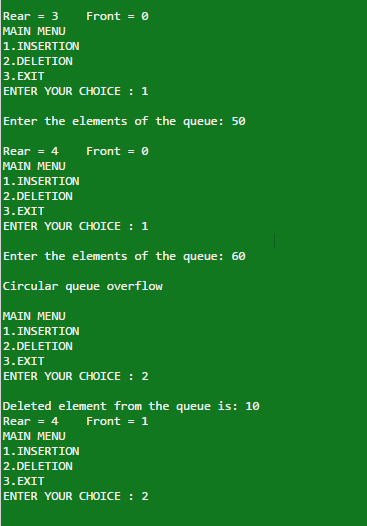 Rear = 3    Front = 0
MAIN MENU
1.INSERTION
2.DELETION
3.EXIT
ENTER YOUR CHOICE : 1
Enter the elements of the queue: 50
Rear = 4    Front = 0
MAIN MENU
1.INSERTION
2.DELETION
3.EXIT
ENTER YOUR CHOICE : 1
Enter the elements of the queue: 60
Circular queue overflow
MAIN MENU
1.INSERTION
2.DELETION
3.EXIT
ENTER YOUR CHOICE : 2
Deleted element from the queue is: 10
Rear = 4    Front = 1
MAIN MENU
1.INSERTION
2.DELETION
3.EXIT
ENTER YOUR CHOICE : 2